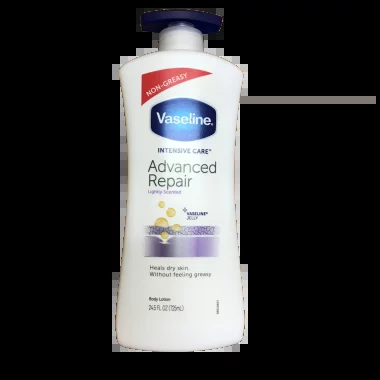 NON-GREASY
Vaseline.
INTENSIVE CARE™
Advanced
Repair
Lightly Scented
+VASELINE®
JELLY
Heals dry skin.
Without feeling greasy
Body Lotion
24.5 FL OZ (725mL)